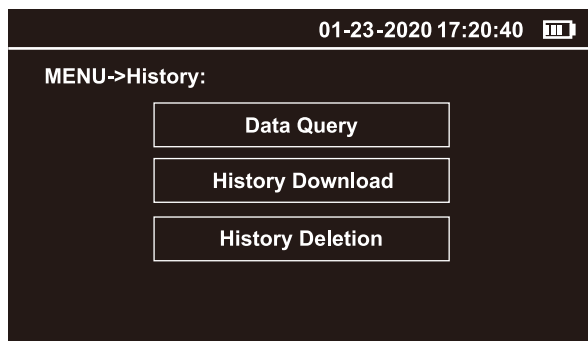 01-23-2020 17:20:40
MENU->History:
Data Query
History Download
History Deletion